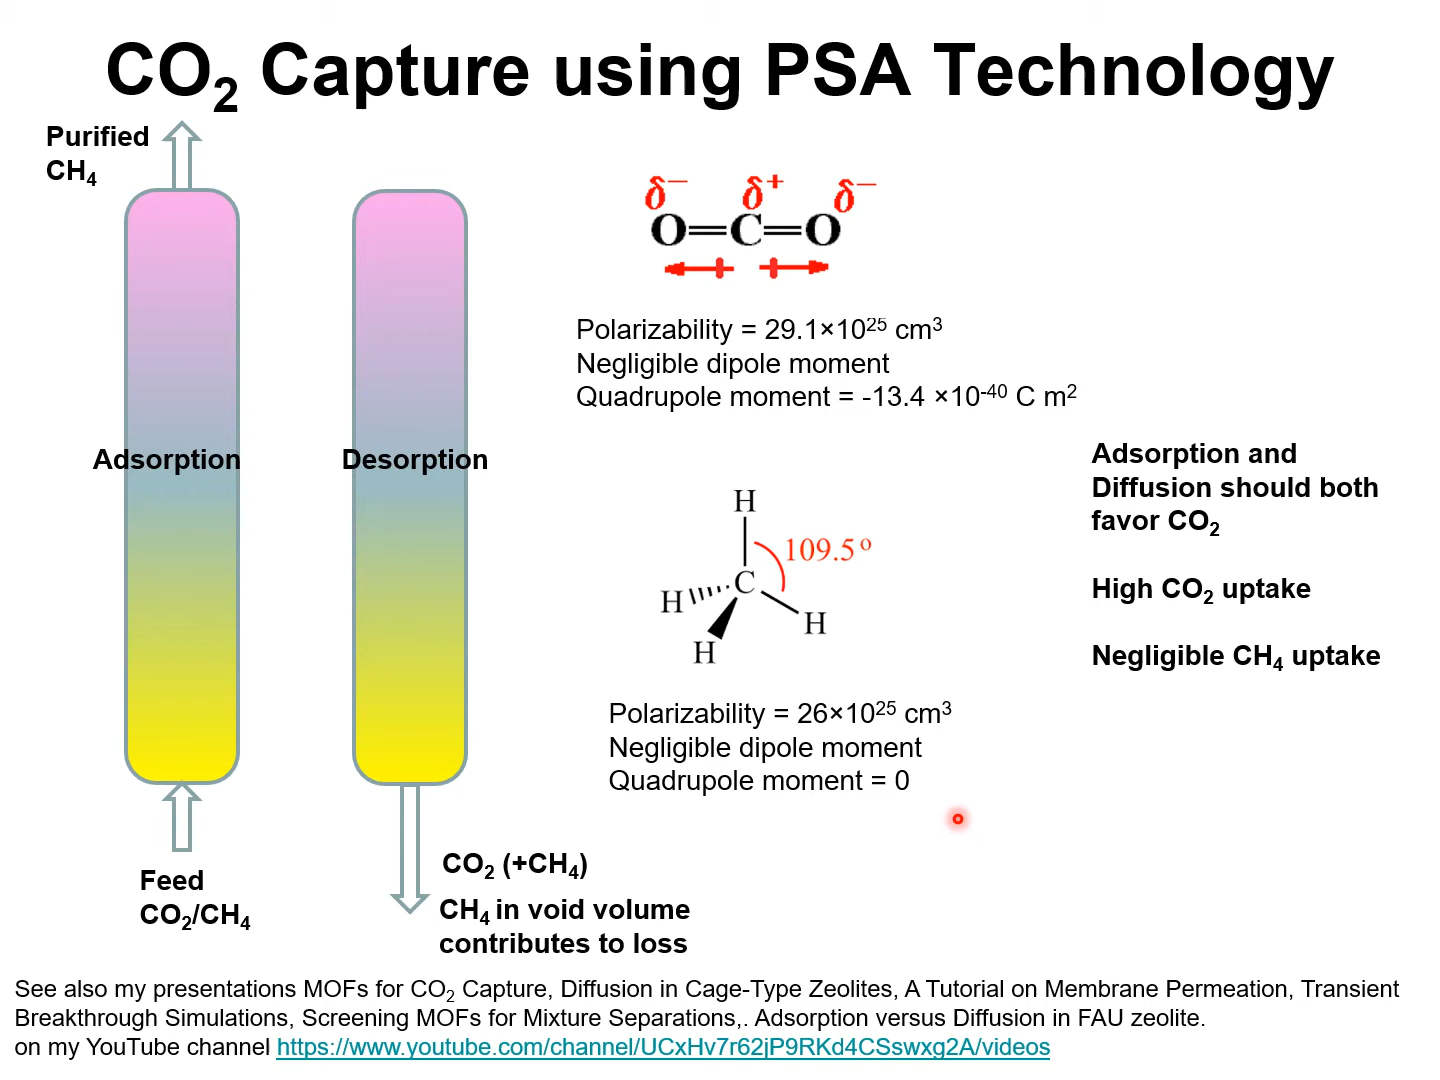 CO₂ Capture using PSA Technology
Purified
CH₄
δ⁻ δ⁺ δ⁻
O=C=O
Polarizability = 29.1×10²⁵ cm³
Negligible dipole moment
Quadrupole moment = -13.4 ×10⁻⁴⁰ C m²
Adsorption
Desorption
Adsorption and
Diffusion should both
favor CO₂
High CO₂ uptake
Negligible CH₄ uptake
H
109.5°
C
H
H
H
Polarizability = 26×10²⁵ cm³
Negligible dipole moment
Quadrupole moment = 0
Feed
CO₂/CH₄
CO₂ (+CH₄)
CH₄ in void volume
contributes to loss
See also my presentations MOFs for CO₂ Capture, Diffusion in Cage-Type Zeolites, A Tutorial on Membrane Permeation, Transient
Breakthrough Simulations, Screening MOFs for Mixture Separations,. Adsorption versus Diffusion in FAU zeolite.
on my YouTube channel https://www.youtube.com/channel/UCxHv7r62jP9RKd4CSswxg2A/videos